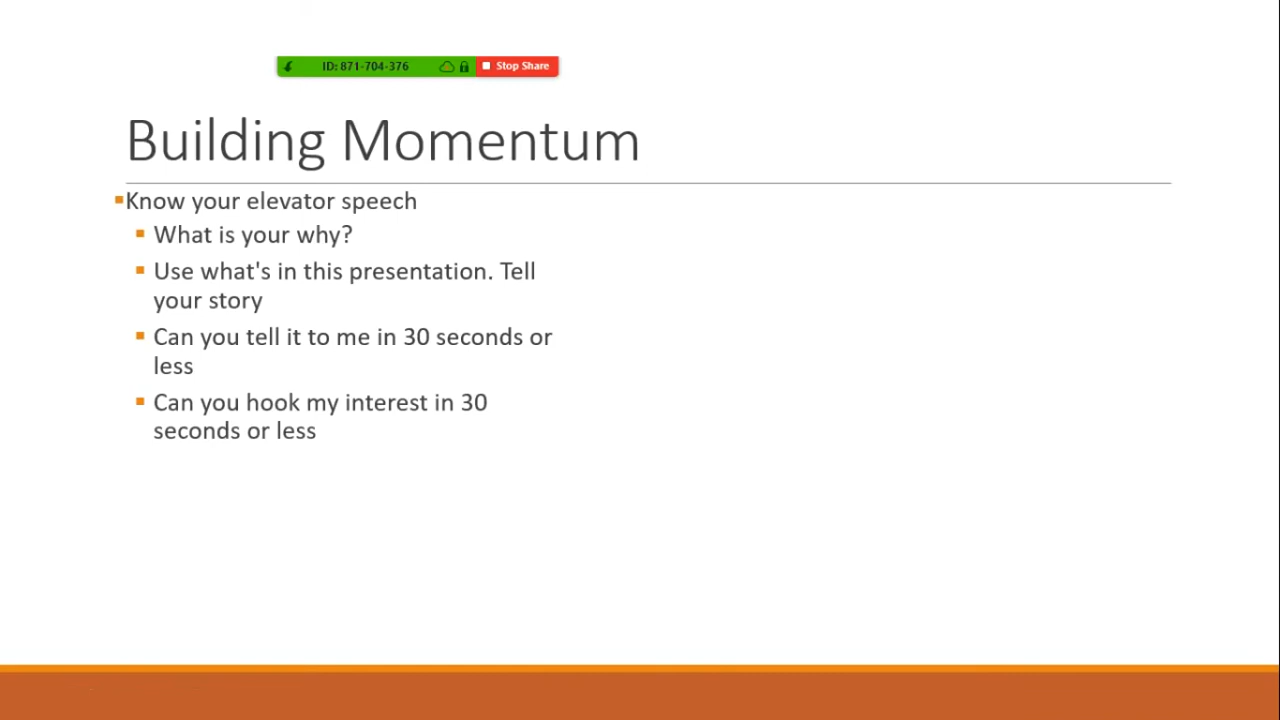 ID: 871-704-376
Stop Share
Building Momentum
Know your elevator speech
What is your why?
Use what's in this presentation. Tell
your story
Can you tell it to me in 30 seconds or
less
Can you hook my interest in 30
seconds or less